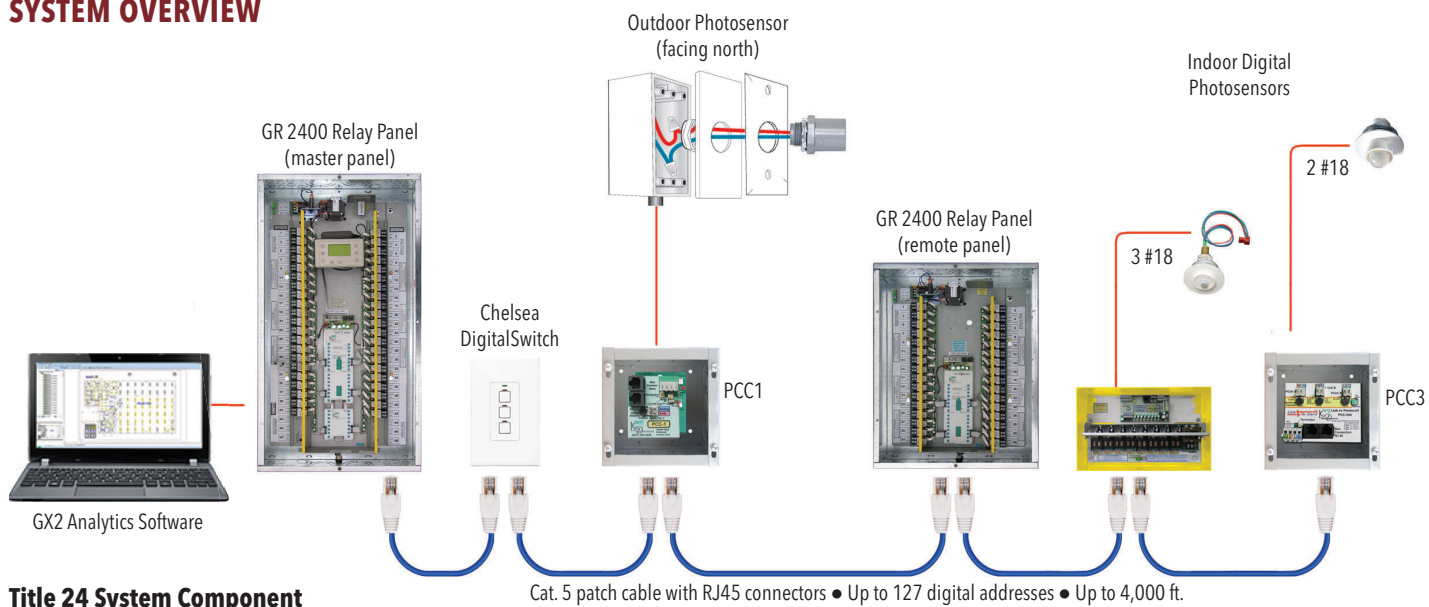 SYSTEM OVERVIEW
Outdoor Photosensor
(facing north)
Indoor Digital
Photosensors
GR 2400 Relay Panel
(master panel)
2 #18
GR 2400 Relay Panel
(remote panel)
3 #18
Chelsea
DigitalSwitch
PCC1
PCC-1
PCC3
GX2 Analytics Software
Cat. 5 patch cable with RJ45 connectors ● Up to 127 digital addresses ● Up to 4,000 ft.
Title 24 System Component